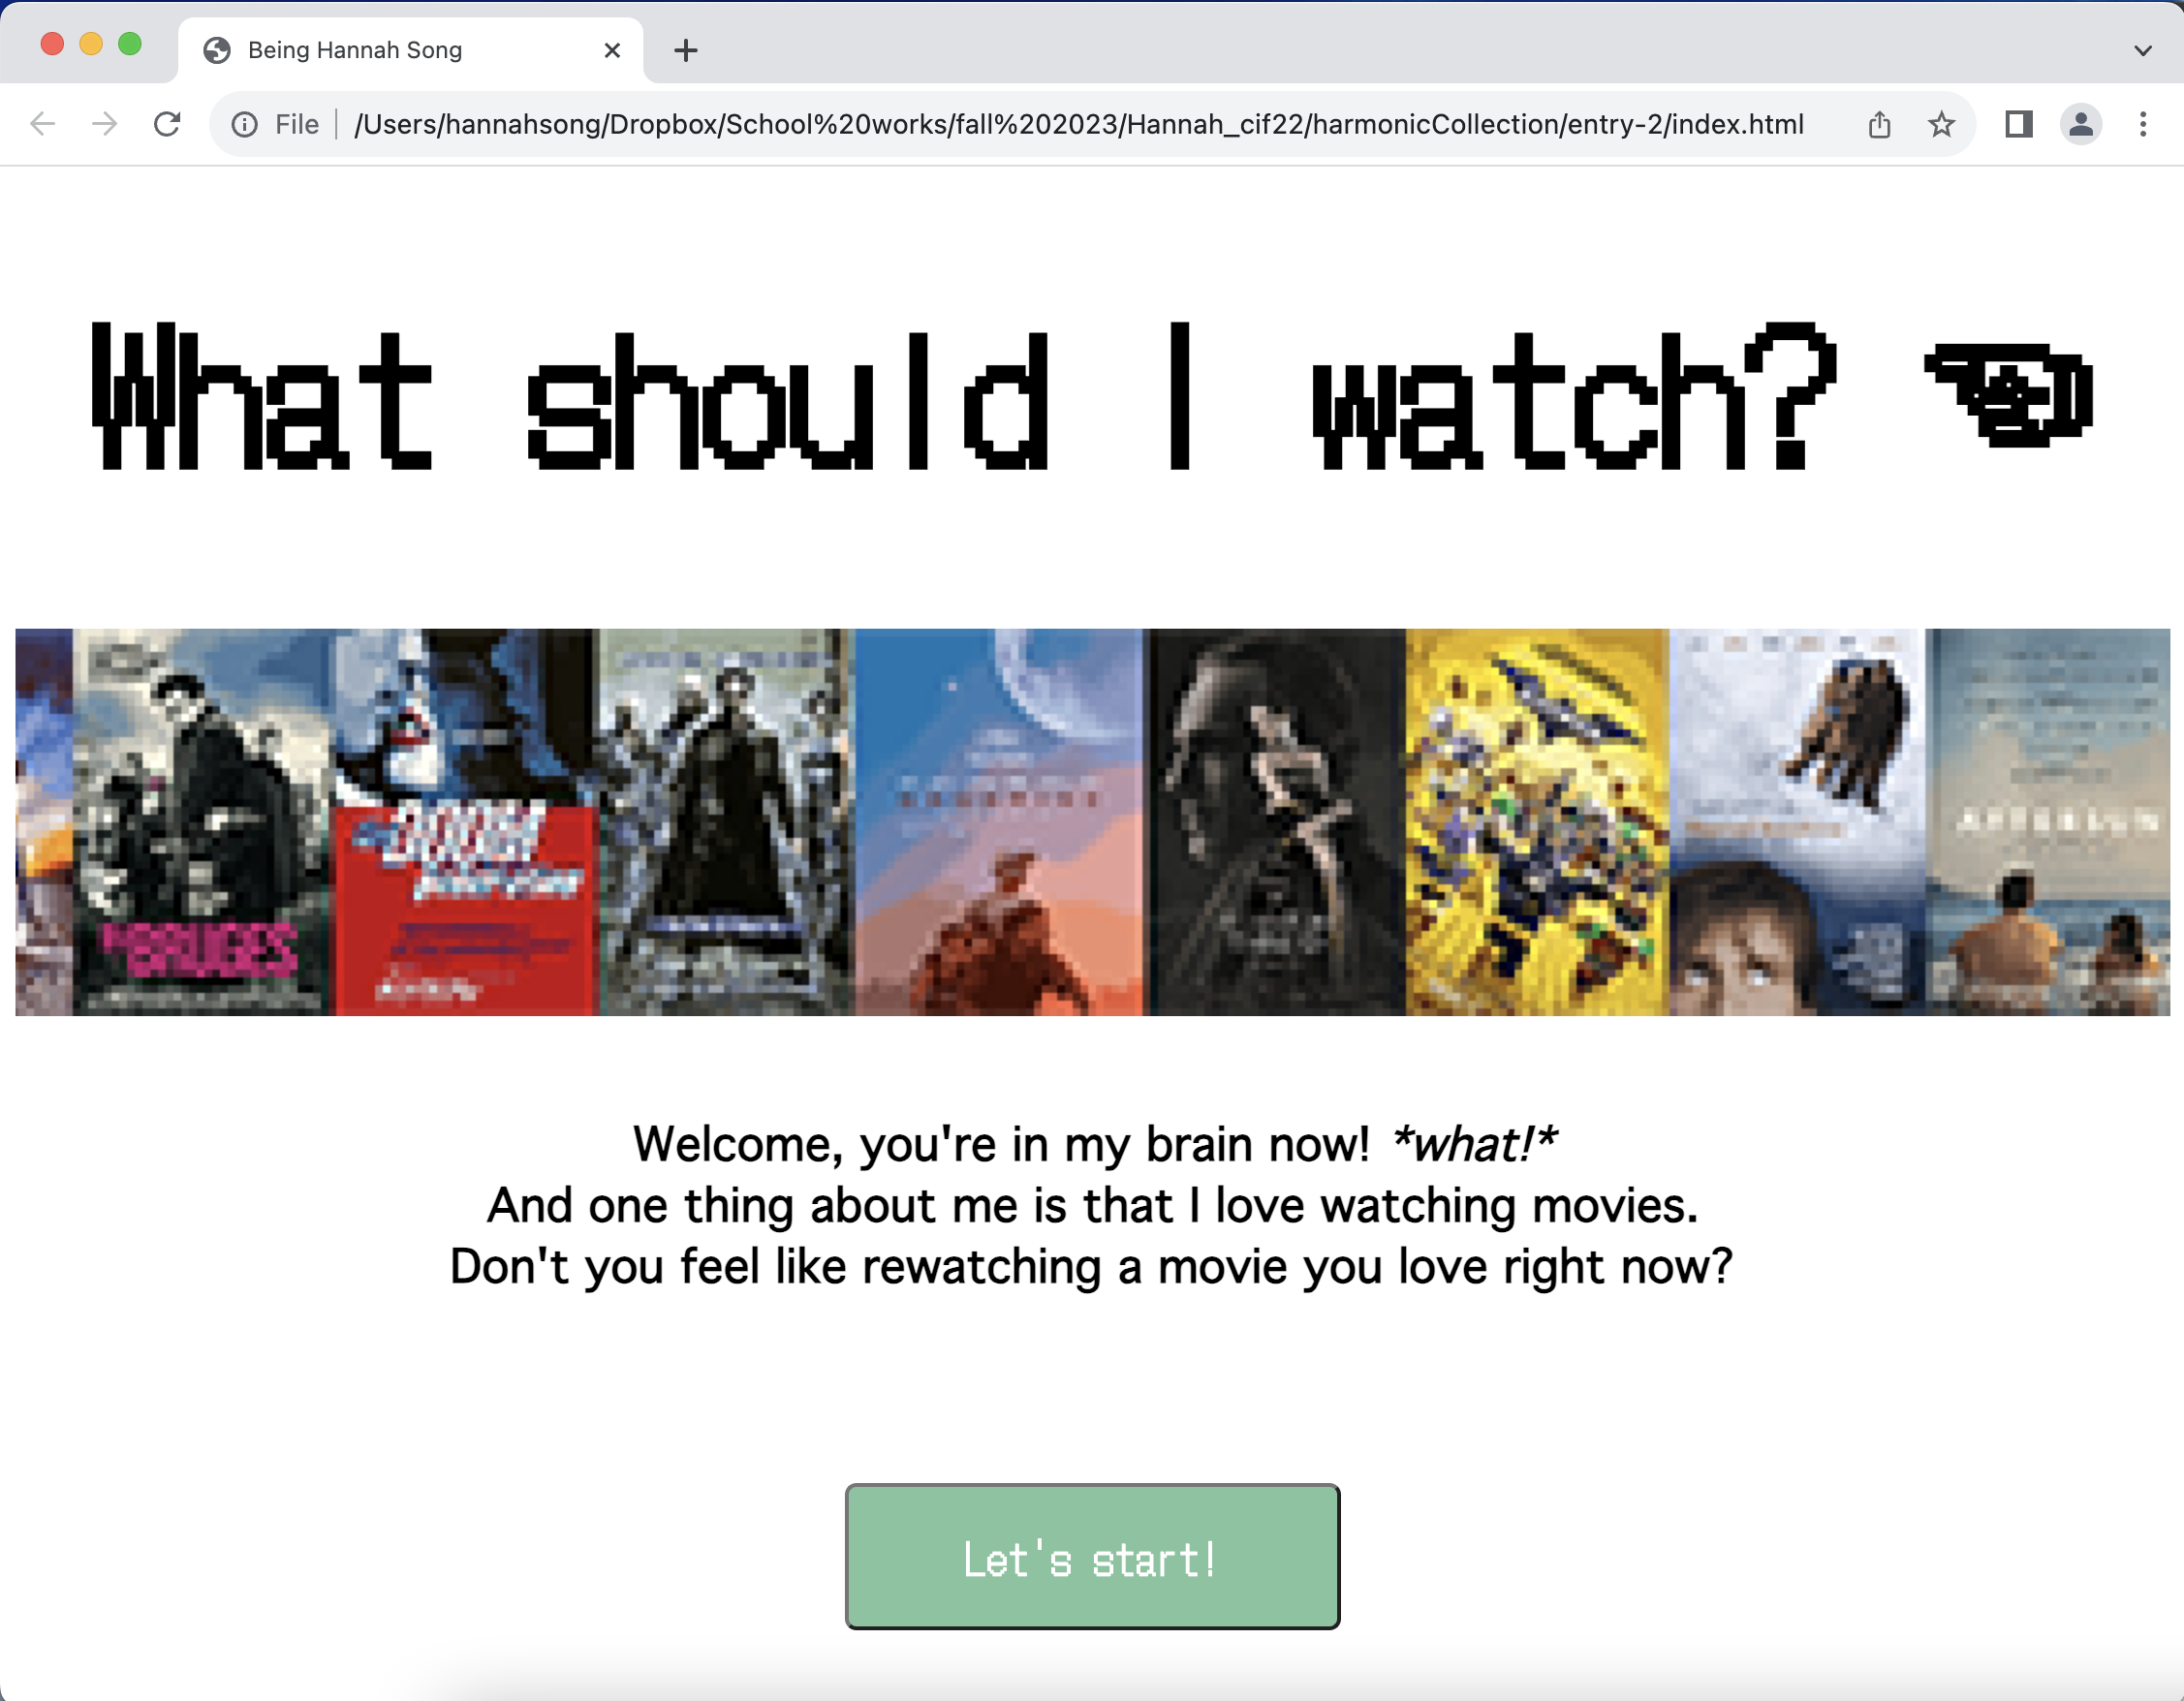 Being Hannah Song
File
/Users/hannahsong/Dropbox/School%20works/fall%202023/Hannah_cif22/harmonicCollection/entry-2/index.html
What should I watch?
BRUGES
Welcome, you're in my brain now! *what!*
And one thing about me is that I love watching movies.
Don't you feel like rewatching a movie you love right now?
Let's start!